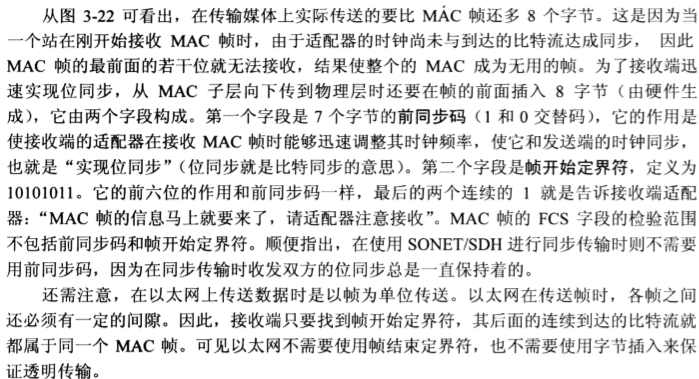 从图 3-22 可看出，在传输媒体上实际传送的要比 MAC 帧还多 8 个字节。这是因为当
一个站在刚开始接收 MAC 帧时，由于适配器的时钟尚未与到达的比特流达成同步， 因此
MAC 帧的最前面的若干位就无法接收，结果使整个的 MAC 成为无用的帧。为了接收端迅
速实现位同步，从 MAC 子层向下传到物理层时还要在帧的前面插入 8 字节（由硬件生
成），它由两个字段构成。第一个字段是 7 个字节的前同步码（1 和 0 交替码），它的作用是
使接收端的适配器在接收 MAC 帧时能够迅速调整其时钟频率，使它和发送端的时钟同步，
也就是“实现位同步”（位同步就是比特同步的意思）。第二个字段是帧开始定界符，定义为
10101011。它的前六位的作用和前同步码一样，最后的两个连续的 1 就是告诉接收端适配
器：“MAC 帧的信息马上就要来了，请适配器注意接收”。MAC 帧的 FCS 字段的检验范围
不包括前同步码和帧开始定界符。顺便指出，在使用 SONET/SDH 进行同步传输时则不需要
用前同步码，因为在同步传输时收发双方的位同步总是一直保持着的。
还需注意，在以太网上传送数据时是以帧为单位传送。以太网在传送帧时，各帧之间
还必须有一定的间隙。因此，接收端只要找到帧开始定界符，其后面的连续到达的比特流就
都属于同一个 MAC 帧。可见以太网不需要使用帧结束定界符，也不需要使用字节插入来保
证透明传输。